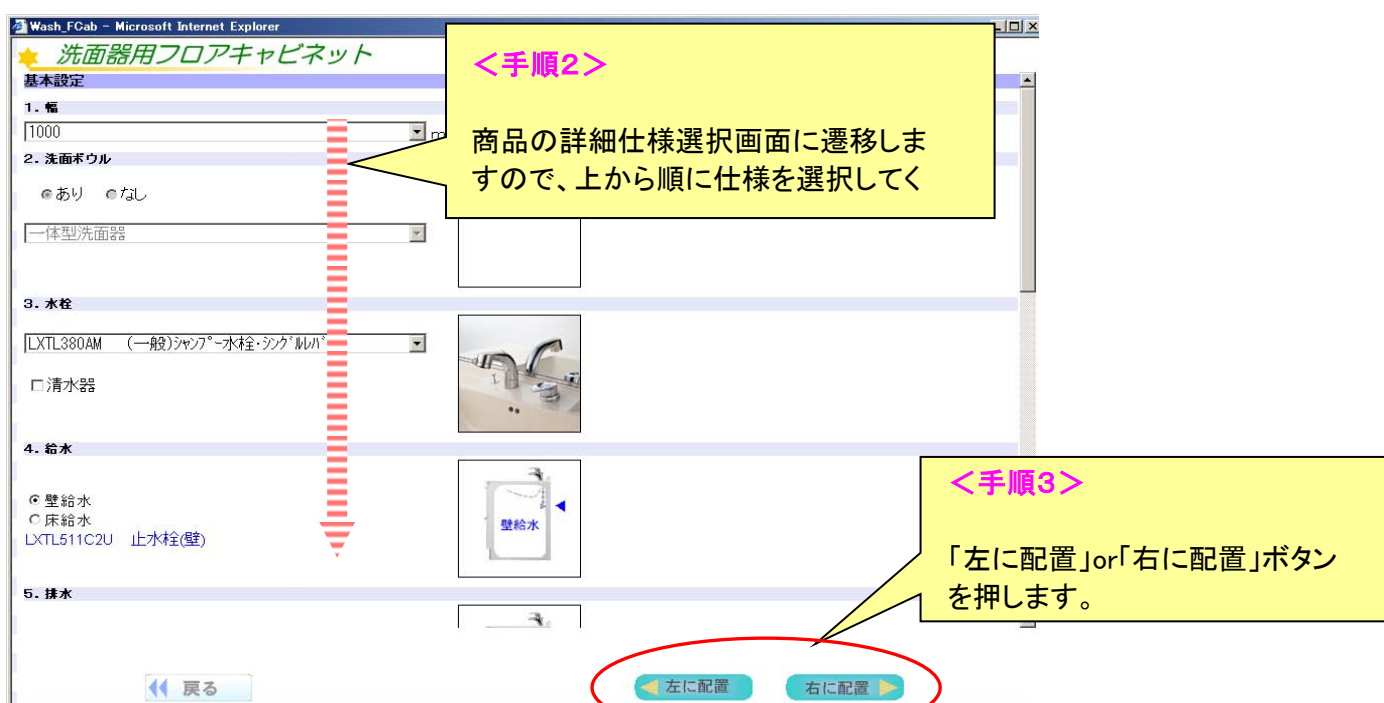 Wash_FCab - Microsoft Internet Explorer
洗面器用フロアキャビネット
基本設定
1. 幅
1000
2. 洗面ボウル
あり なし
一体型洗面器
3. 水栓
LXTL380AM (一般)シャンプー水栓・シングルレバ
清水器
4. 給水
壁給水
床給水
LXTL511C2U 止水栓(壁)
壁給水
5. 排水
戻る
左に配置
右に配置
＜手順2＞
商品の詳細仕様選択画面に遷移しま
すので、上から順に仕様を選択してく
＜手順3＞
「左に配置」or「右に配置」ボタン
を押します。